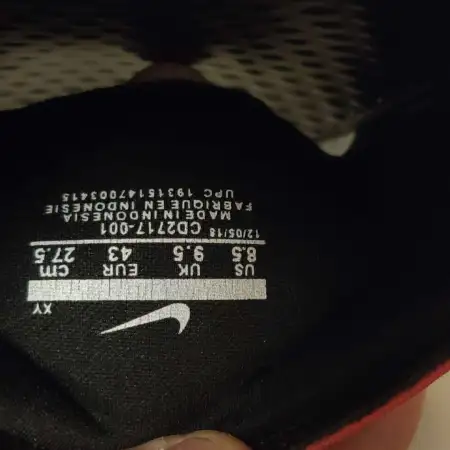 XY
US UK EUR cm
8.5 9.5 43 27.5
12/05/18 CD2717-001
MADE IN INDONESIA
FABRIQUE EN INDONESIE
UPC